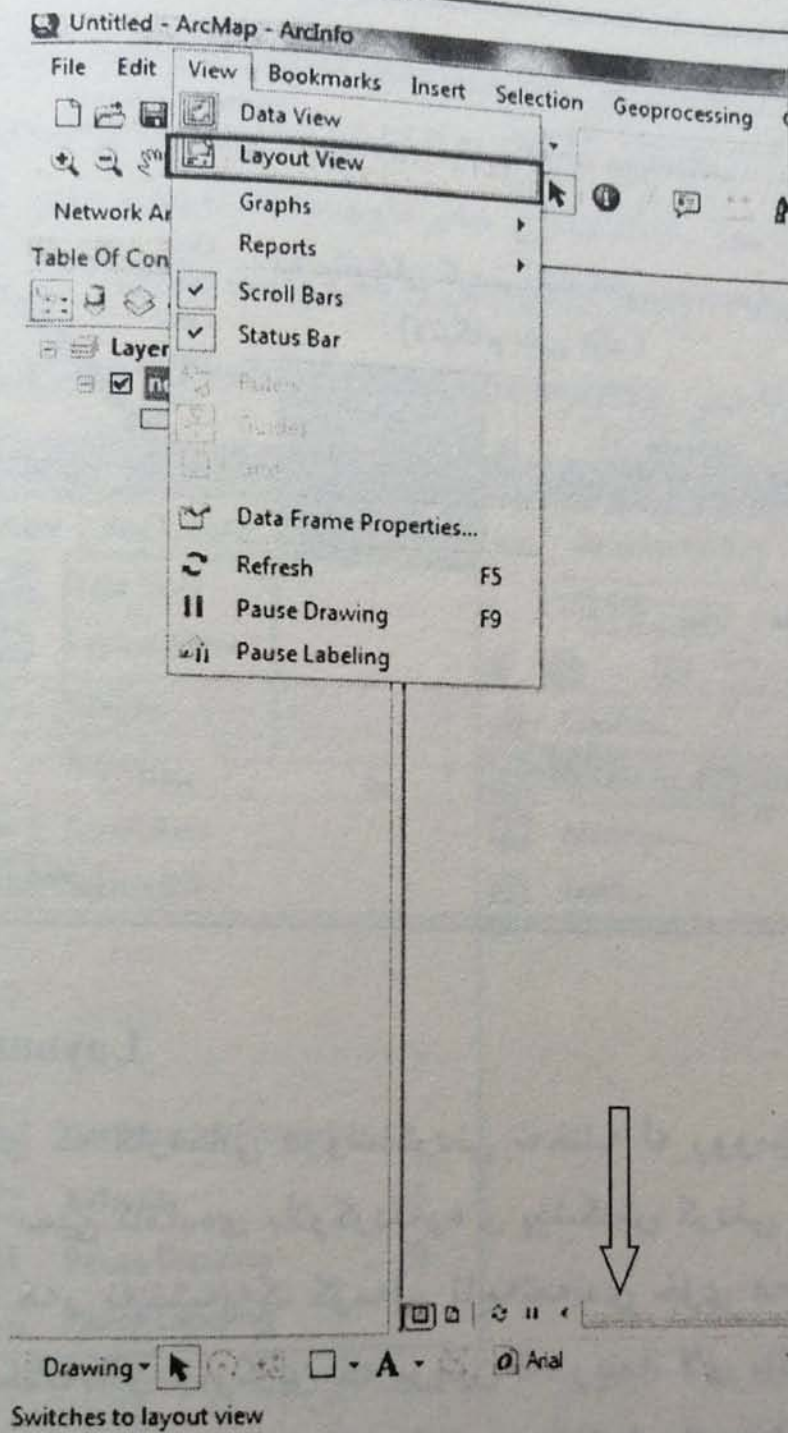 Untitled - ArcMap - ArcInfo
File Edit View Bookmarks Insert Selection Geoprocessing
Data View
Layout View
Graphs
Network
Reports
Table Of Con
Scroll Bars
Status Bar
Layer
Rulers
Guides
Data Frame Properties...
Refresh F5
Pause Drawing F9
Pause Labeling
Drawing A Arial
Switches to layout view